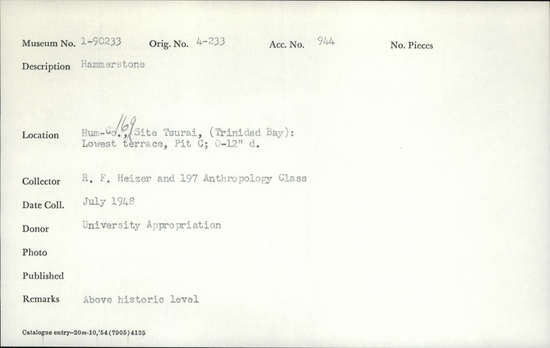 Museum No. 1-90233 Orig. No. 4-233 Acc. No. 944 No. Pieces
Description Hammerstone
Location Hum-Co. 169 Site Tsurai, (Trinidad Bay):
Lowest terrace, Pit C; 0-12" d.
Collector R. F. Heizer and 197 Anthropology Class
Date Coll. July 1948
Donor University Appropriation
Photo
Published
Remarks Above historic level
Catalogue entry—20m-10,'54(7905)4135